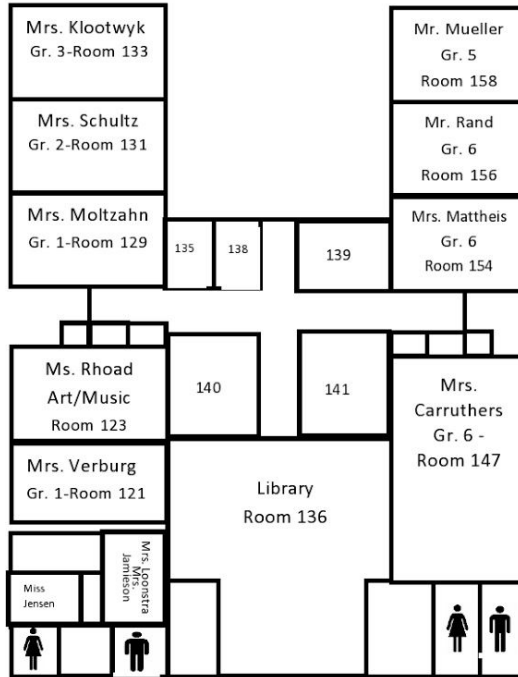 Mrs. Klootwyk
Gr. 3-Room 133
Mrs. Schultz
Gr. 2-Room 131
Mrs. Moltzahn
Gr. 1-Room 129
135
138
139
Mr. Mueller
Gr. 5
Room 158
Mr. Rand
Gr. 6
Room 156
Mrs. Mattheis
Gr. 6
Room 154
Ms. Rhoad
Art/Music
Room 123
140
141
Mrs.
Carruthers
Gr. 6 -
Room 147
Mrs. Verburg
Gr. 1-Room 121
Library
Room 136
Mrs. Loonstra
Mrs.
Jamieson
Miss
Jensen